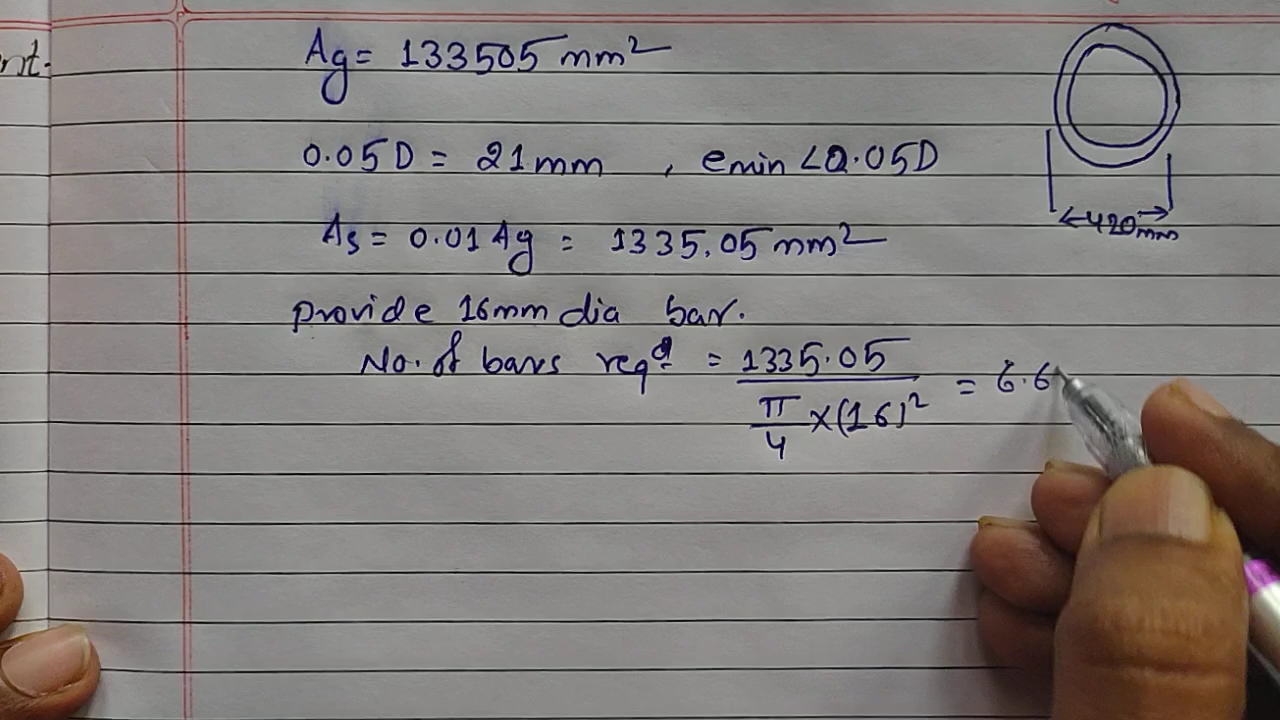 nt.
Ag = 133505 mm²
0.05D = 21mm , emin < 0.05D
←420mm→
As = 0.01 Ag = 1335.05 mm²
Provide 16mm dia bar.
No. of bars reqd = 1335.05 / (π/4 × (16)²) = 6.6